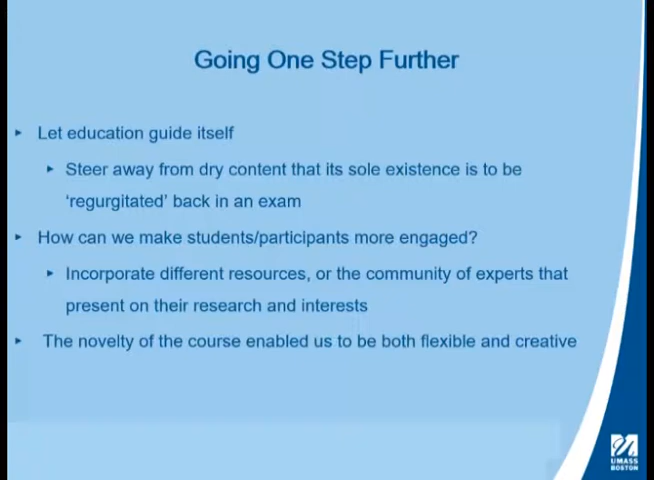 Going One Step Further
Let education guide itself
Steer away from dry content that its sole existence is to be
‘regurgitated’ back in an exam
How can we make students/participants more engaged?
Incorporate different resources, or the community of experts that
present on their research and interests
The novelty of the course enabled us to be both flexible and creative
UMASS
BOSTON